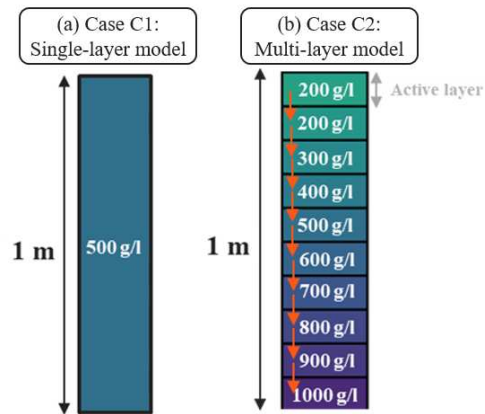 (a) Case C1:
Single-layer model
1 m
500 g/l
(b) Case C2:
Multi-layer model
1 m
200 g/l
Active layer
200 g/l
300 g/l
400 g/l
500 g/l
600 g/l
700 g/l
800 g/l
900 g/l
1000 g/l